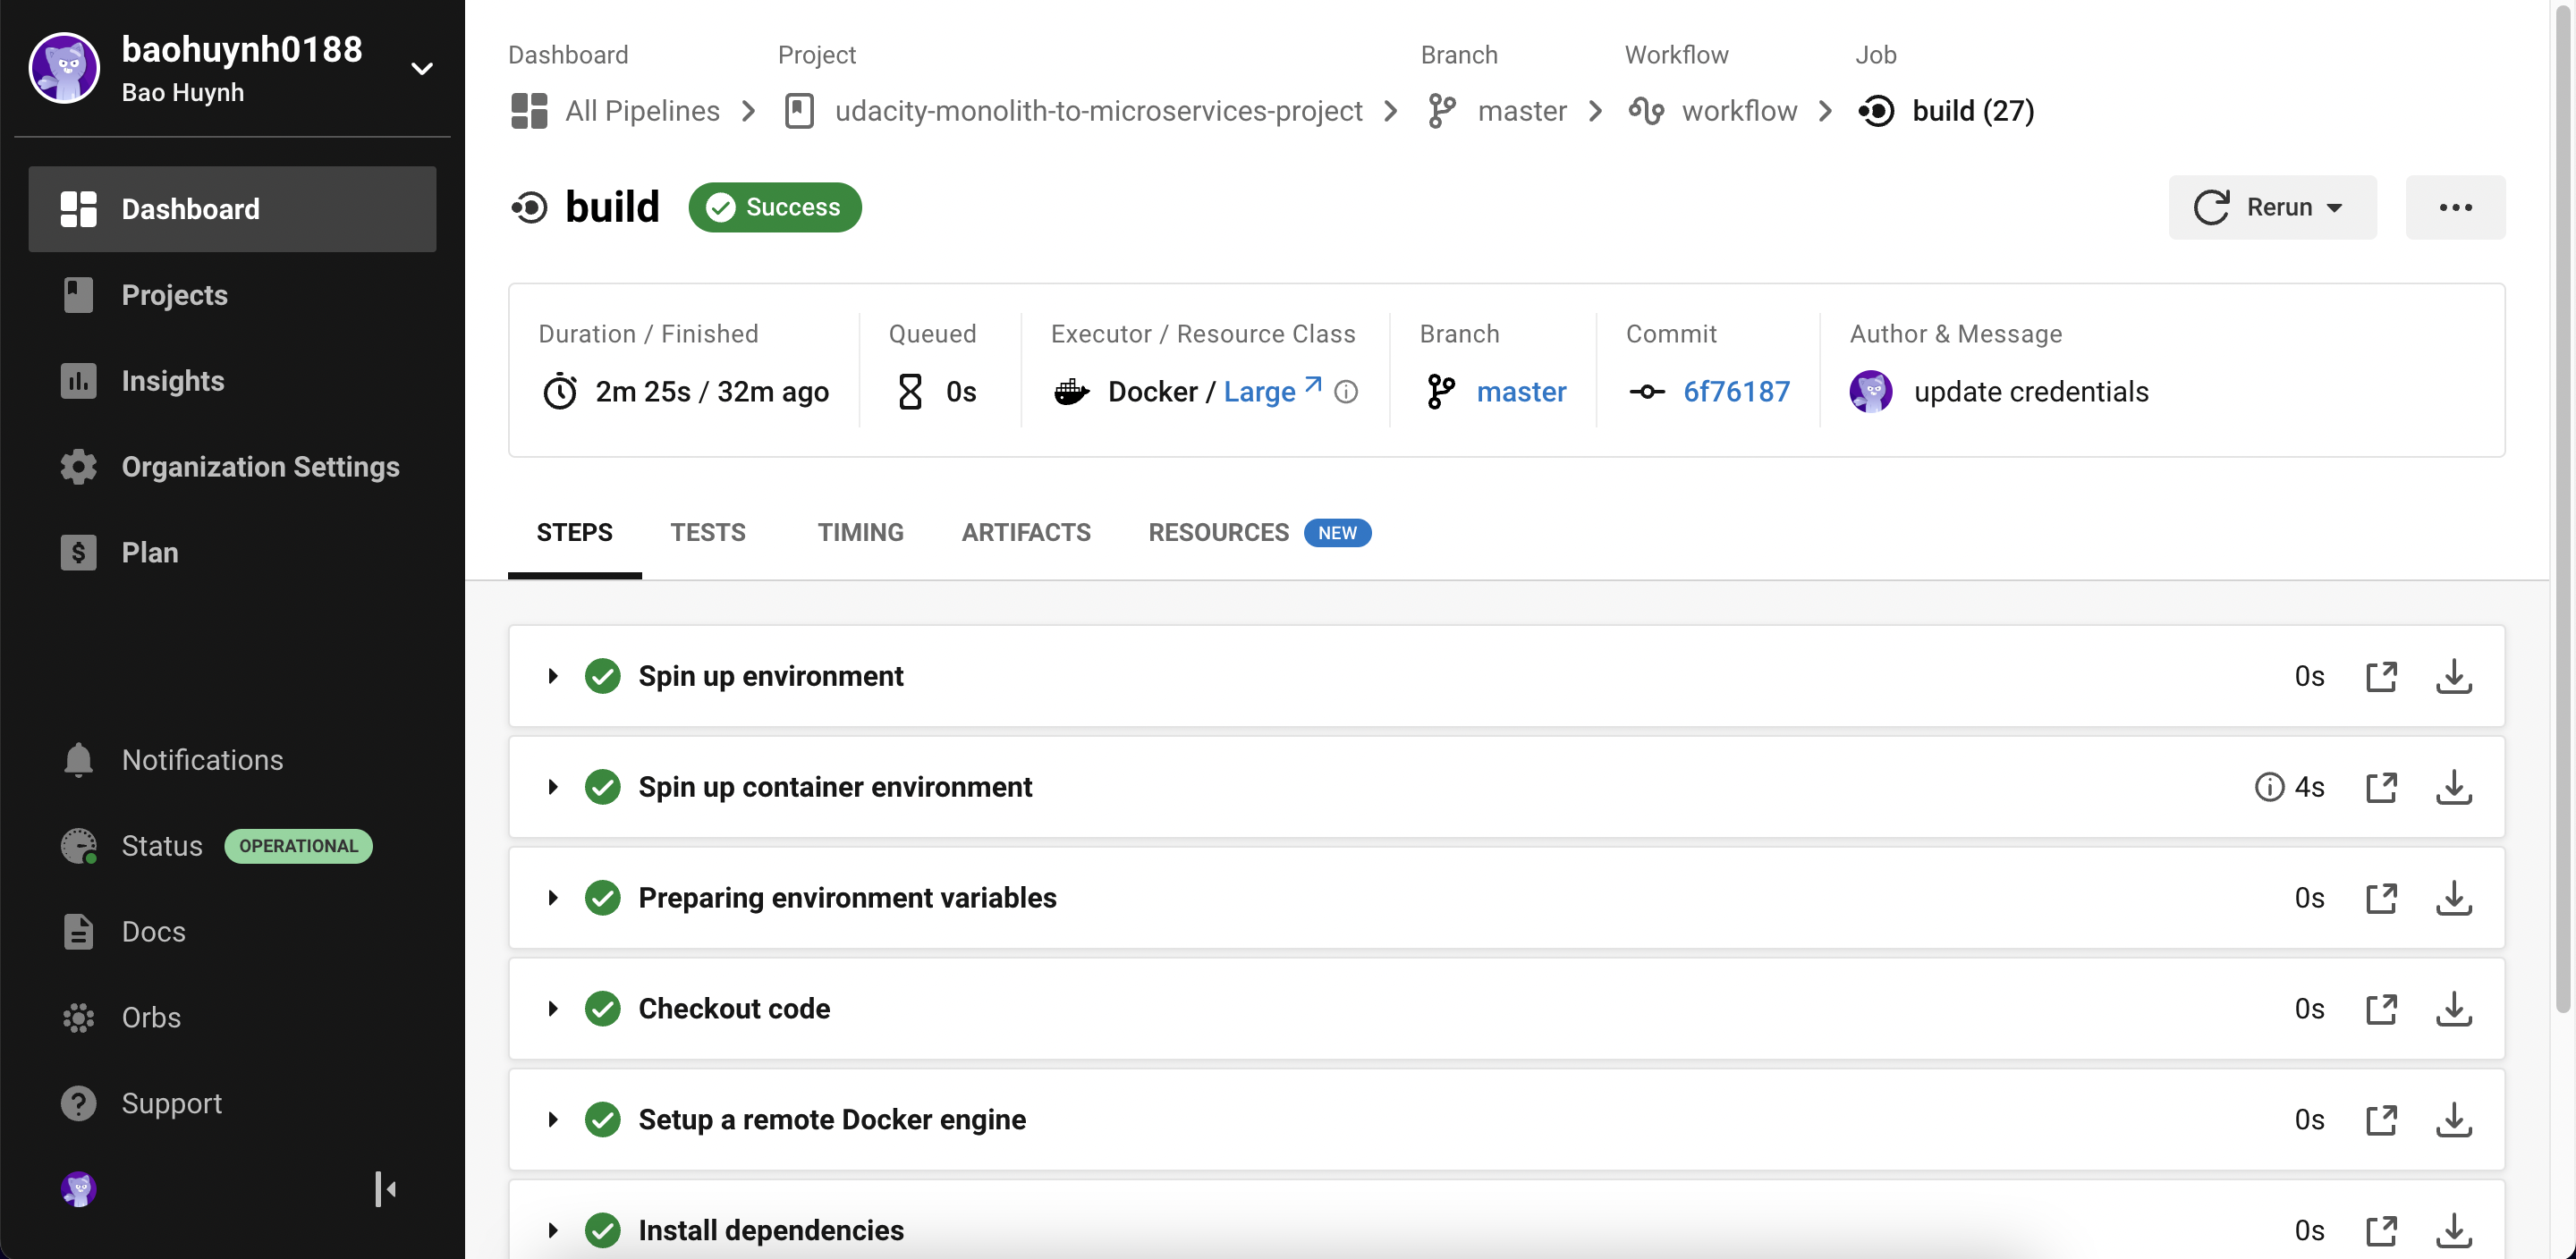 baohuynh0188
Bao Huynh
Dashboard
Projects
Insights
Organization Settings
Plan
Notifications
Status OPERATIONAL
Docs
Orbs
Support
Dashboard Project Branch Workflow Job
All Pipelines udacity-monolith-to-microservices-project master workflow build (27)
build Success Rerun
Duration / Finished Queued Executor / Resource Class Branch Commit Author & Message
2m 25s / 32m ago 0s Docker / Large master 6f76187 update credentials
STEPS TESTS TIMING ARTIFACTS RESOURCES NEW
Spin up environment 0s
Spin up container environment 4s
Preparing environment variables 0s
Checkout code 0s
Setup a remote Docker engine 0s
Install dependencies 0s